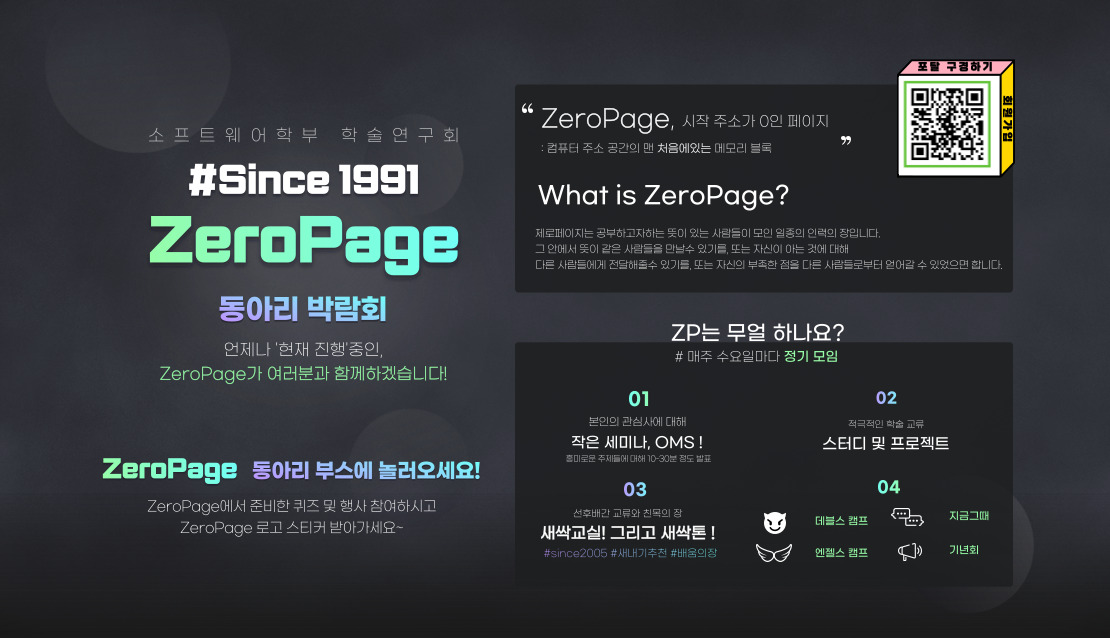 소프트웨어학부 학술연구회
#Since 1991
ZeroPage
동아리 박람회
언제나 '현재 진행'중인,
ZeroPage가 여러분과 함께하겠습니다!
ZeroPage 동아리 부스에 놀러오세요!
ZeroPage에서 준비한 퀴즈 및 행사 참여하시고
ZeroPage 로고 스티커 받아가세요~
포탈 구경하기
회원가입
“ ZeroPage, 시작 주소가 0인 페이지
: 컴퓨터 주소 공간의 맨 처음에있는 메모리 블록 ”
What is ZeroPage?
제로페이지는 공부하고자하는 뜻이 있는 사람들이 모인 일종의 인력의 장입니다.
그 안에서 뜻이 같은 사람들을 만날수 있기를, 또는 자신이 아는 것에 대해
다른 사람들에게 전달해줄수 있기를, 또는 자신의 부족한 점을 다른 사람들로부터 얻어갈 수 있었으면 합니다.
ZP는 무얼 하나요?
# 매주 수요일마다 정기 모임
01
본인의 관심사에 대해
작은 세미나, OMS !
흥미로운 주제들에 대해 10-30분 정도 발표
02
적극적인 학술 교류
스터디 및 프로젝트
03
선후배간 교류와 친목의 장
새싹교실! 그리고 새싹톤 !
#since2005 #새내기추천 #배움의장
04
데블스 캠프
지금그때
엔젤스 캠프
기년회